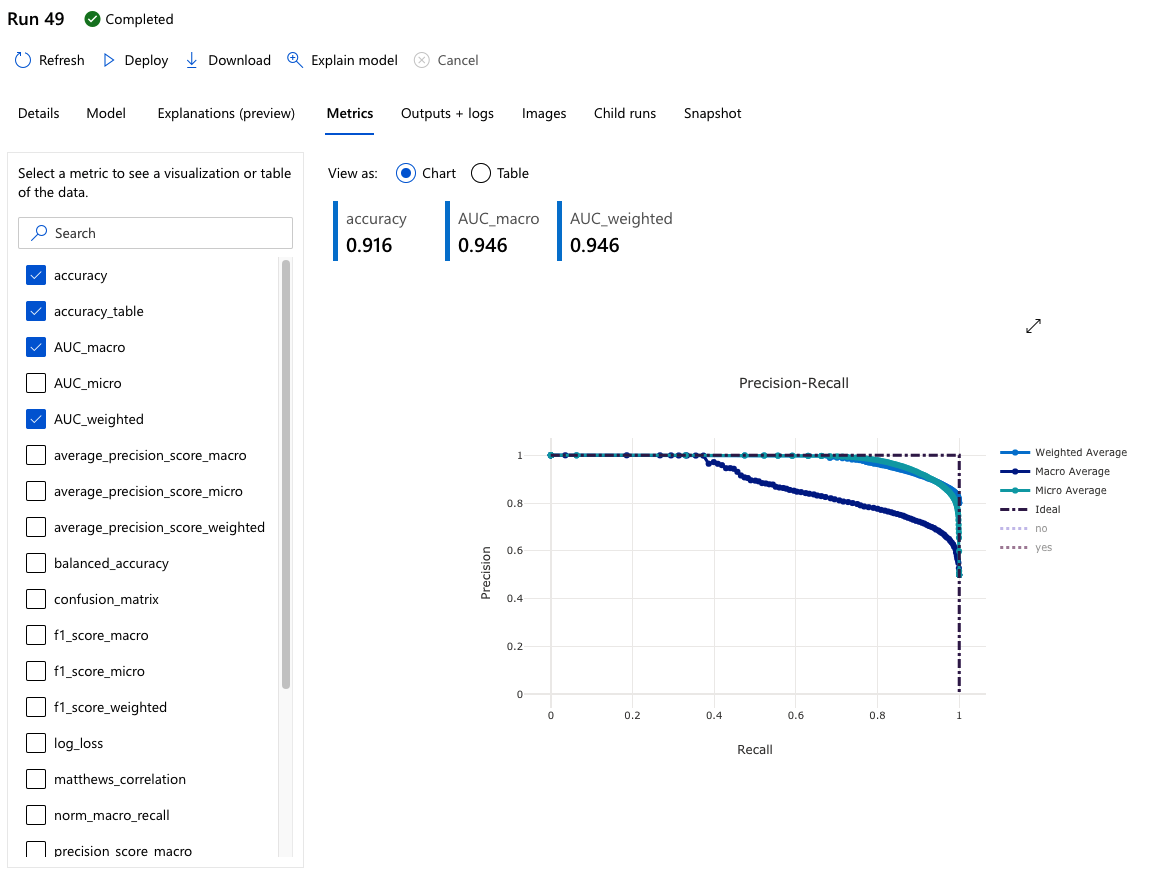 Run 49 Completed
Refresh Deploy Download Explain model Cancel
Details Model Explanations (preview) Metrics Outputs + logs Images Child runs Snapshot
Select a metric to see a visualization or table
of the data.
Search
accuracy
accuracy_table
AUC_macro
AUC_micro
AUC_weighted
average_precision_score_macro
average_precision_score_micro
average_precision_score_weighted
balanced_accuracy
confusion_matrix
f1_score_macro
f1_score_micro
f1_score_weighted
log_loss
matthews_correlation
norm_macro_recall
precision_score_macro
View as: Chart Table
accuracy AUC_macro AUC_weighted
0.916 0.946 0.946
Precision-Recall
Precision
1
0.8
0.6
0.4
0.2
0
0 0.2 0.4 0.6 0.8 1
Recall
Weighted Average
Macro Average
Micro Average
Ideal
no
yes